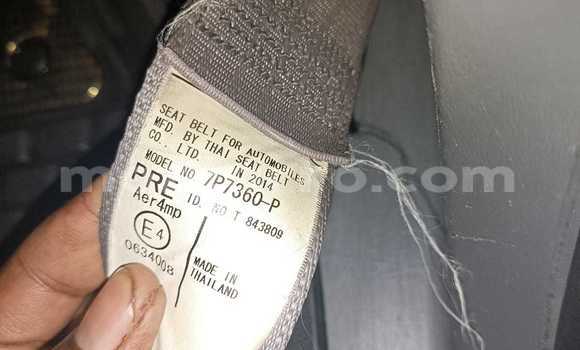 SEAT BELT FOR AUTOMOBILES
MFD. BY THAI SEAT BELT
CO., LTD. IN 2014
MODEL NO 7P7360-P
PRE ID. NO T 843809
Aer4mp
E4
0634008
MADE IN
THAILAND